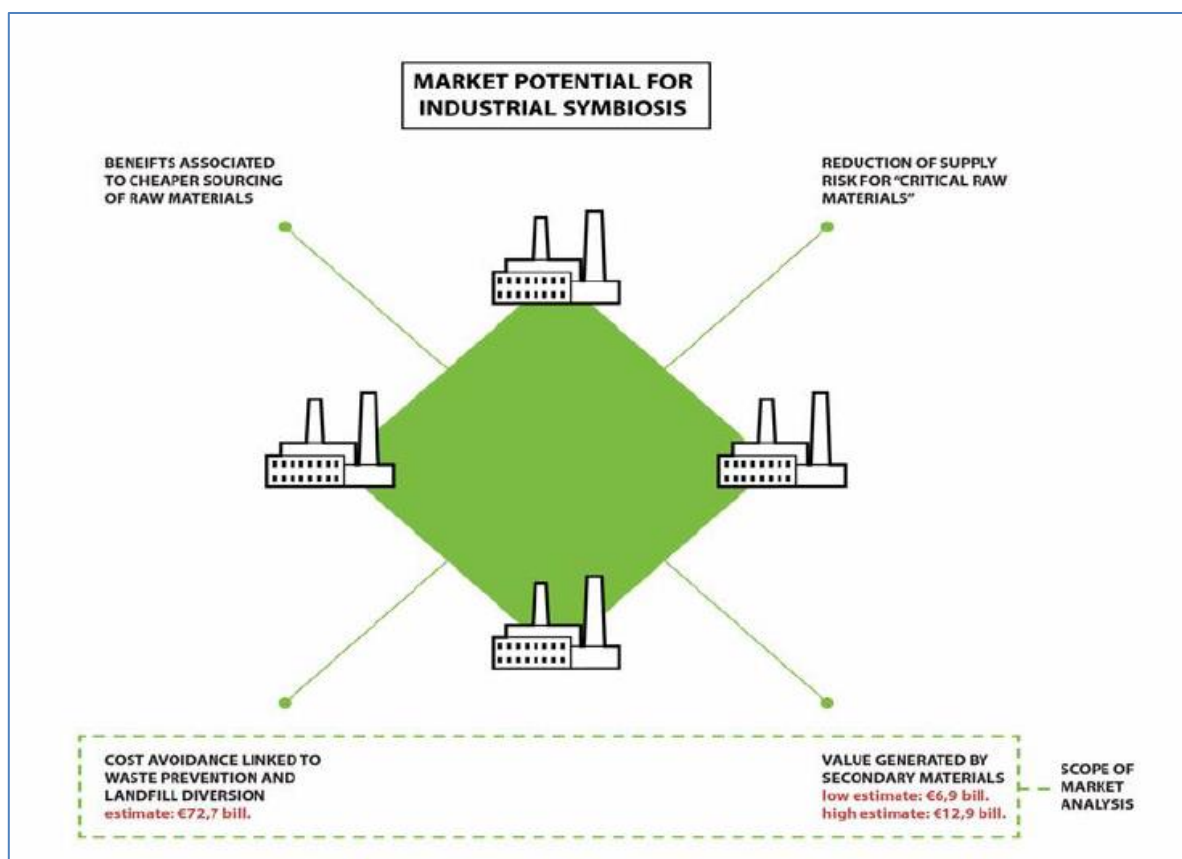 MARKET POTENTIAL FOR
INDUSTRIAL SYMBIOSIS
BENEIFTS ASSOCIATED
TO CHEAPER SOURCING
OF RAW MATERIALS
REDUCTION OF SUPPLY
RISK FOR “CRITICAL RAW
MATERIALS”
COST AVOIDANCE LINKED TO
WASTE PREVENTION AND
LANDFILL DIVERSION
estimate: €72,7 bill.
VALUE GENERATED BY
SECONDARY MATERIALS
low estimate: €6,9 bill.
high estimate: €12,9 bill.
SCOPE OF
MARKET
ANALYSIS